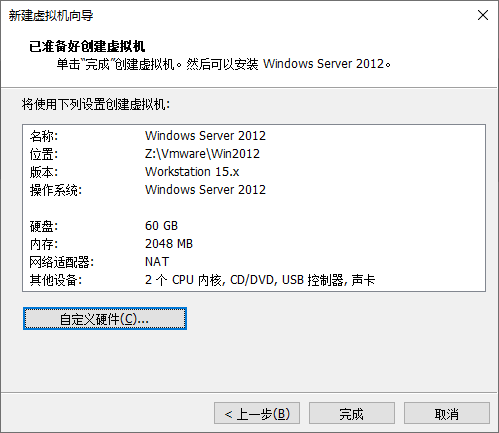 新建虚拟机向导
已准备好创建虚拟机
单击“完成”创建虚拟机。然后可以安装 Windows Server 2012。
将使用下列设置创建虚拟机:
名称: Windows Server 2012
位置: Z:\Vmware\Win2012
版本: Workstation 15.x
操作系统: Windows Server 2012
硬盘: 60 GB
内存: 2048 MB
网络适配器: NAT
其他设备: 2 个 CPU 内核, CD/DVD, USB 控制器, 声卡
自定义硬件(C)...
< 上一步(B) 完成 取消